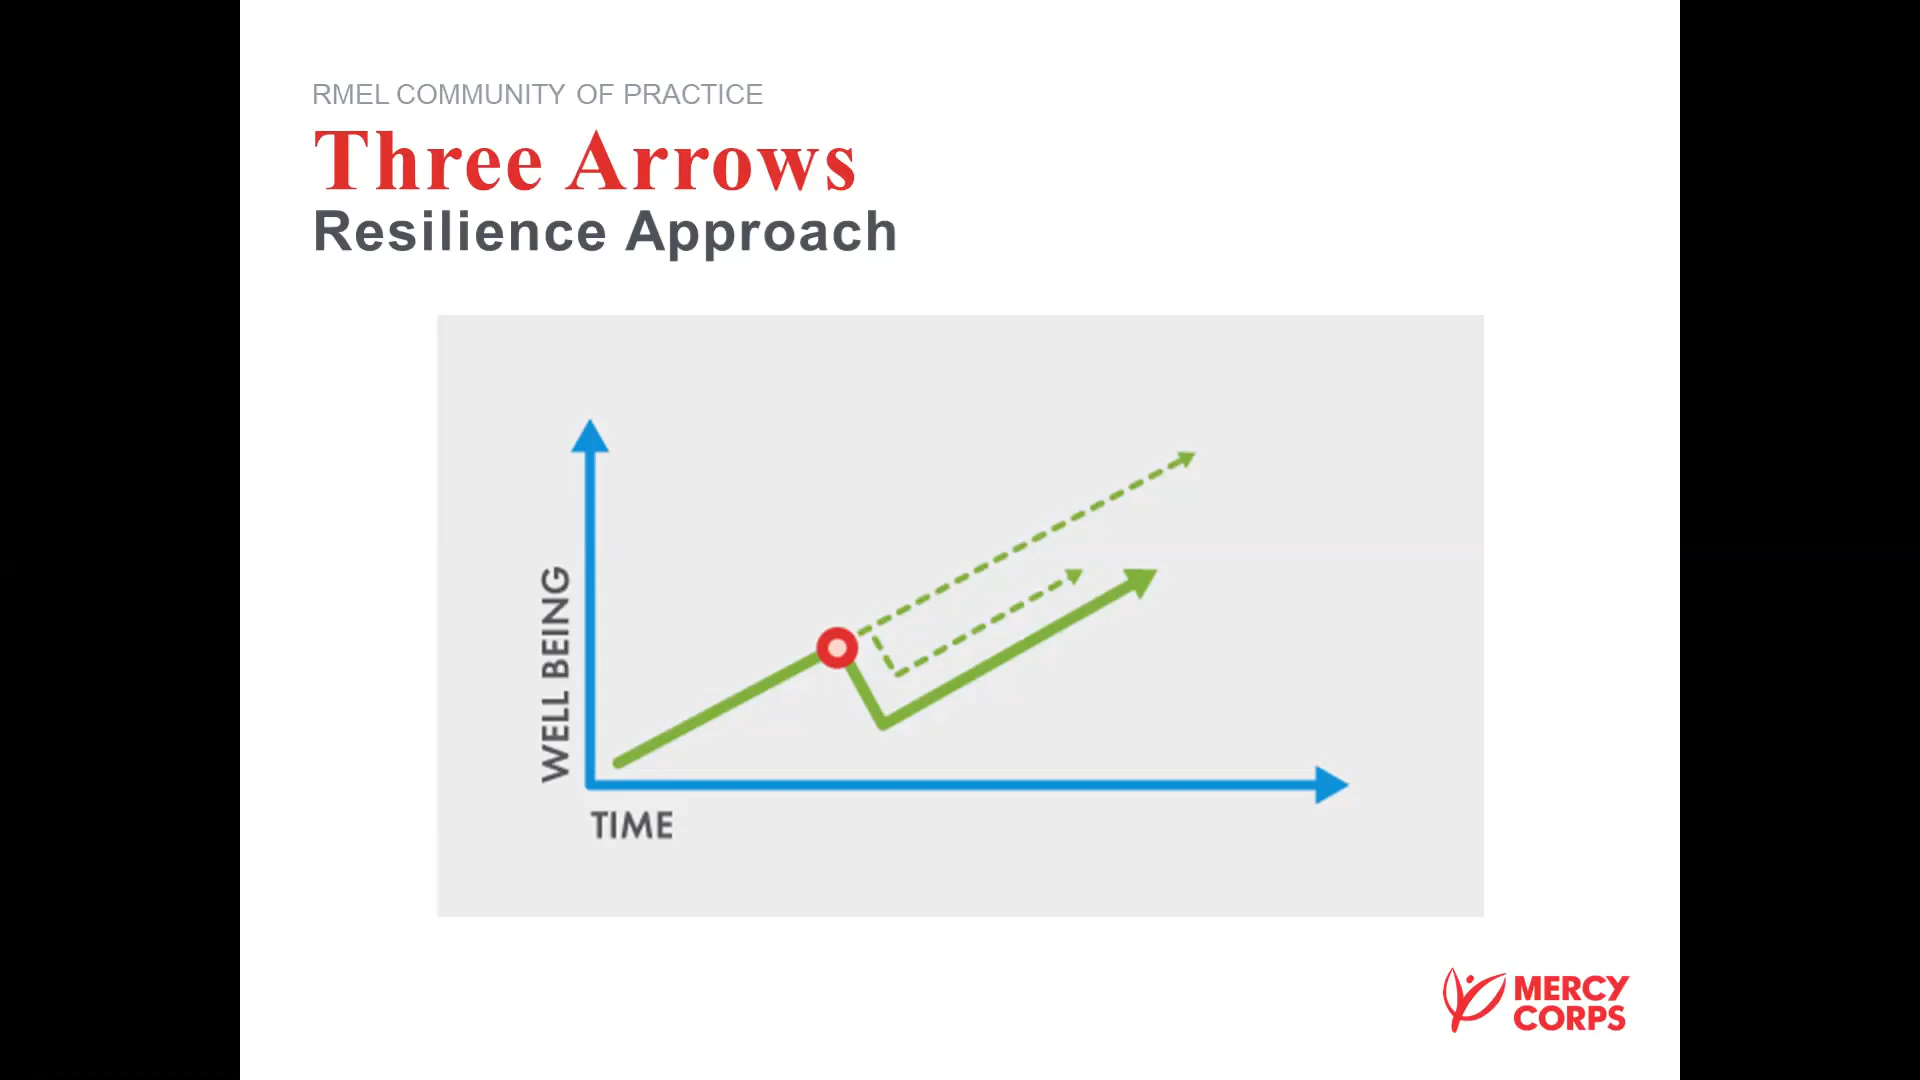 RMEL COMMUNITY OF PRACTICE
Three Arrows
Resilience Approach
WELL BEING
TIME
MERCY
CORPS